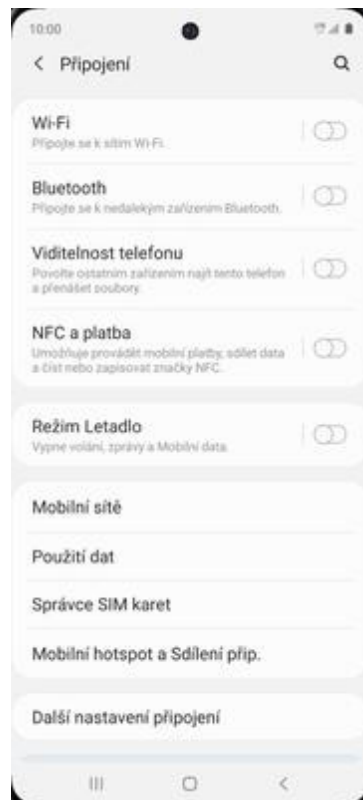 10:00
Připojení
Wi-Fi
Připojte se k sítím Wi-Fi.
Bluetooth
Připojte se k nedalekým zařízením Bluetooth.
Viditelnost telefonu
Povolte ostatním zařízením najít tento telefon
a přenášet soubory.
NFC a platba
Umožňuje provádět mobilní platby, sdílet data
a číst nebo zapisovat značky NFC.
Režim Letadlo
Vypne volání, zprávy a Mobilní data.
Mobilní sítě
Použití dat
Správce SIM karet
Mobilní hotspot a Sdílení přip.
Další nastavení připojení